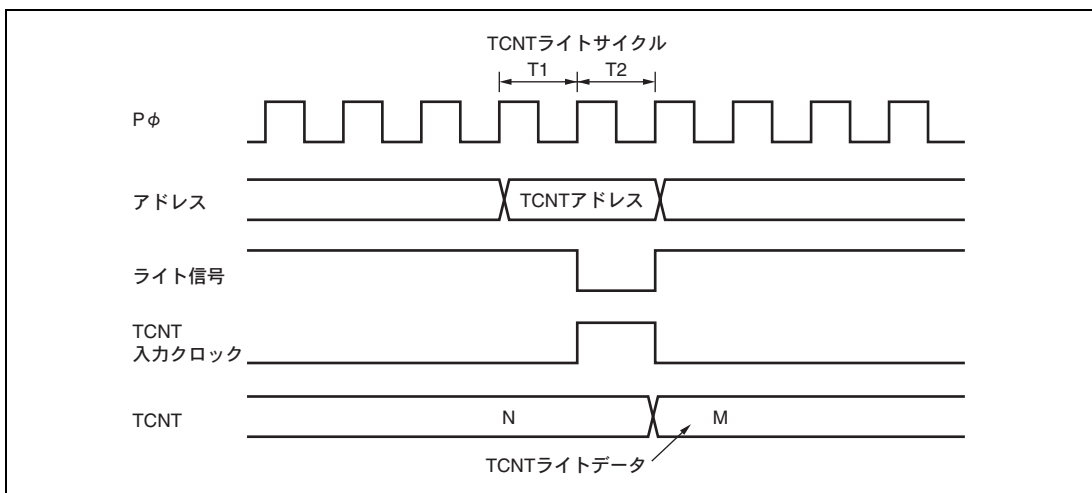 TCNTライトサイクル
T1 T2
Pφ
アドレス
TCNTアドレス
ライト信号
TCNT
入力クロック
TCNT
N
M
TCNTライトデータ